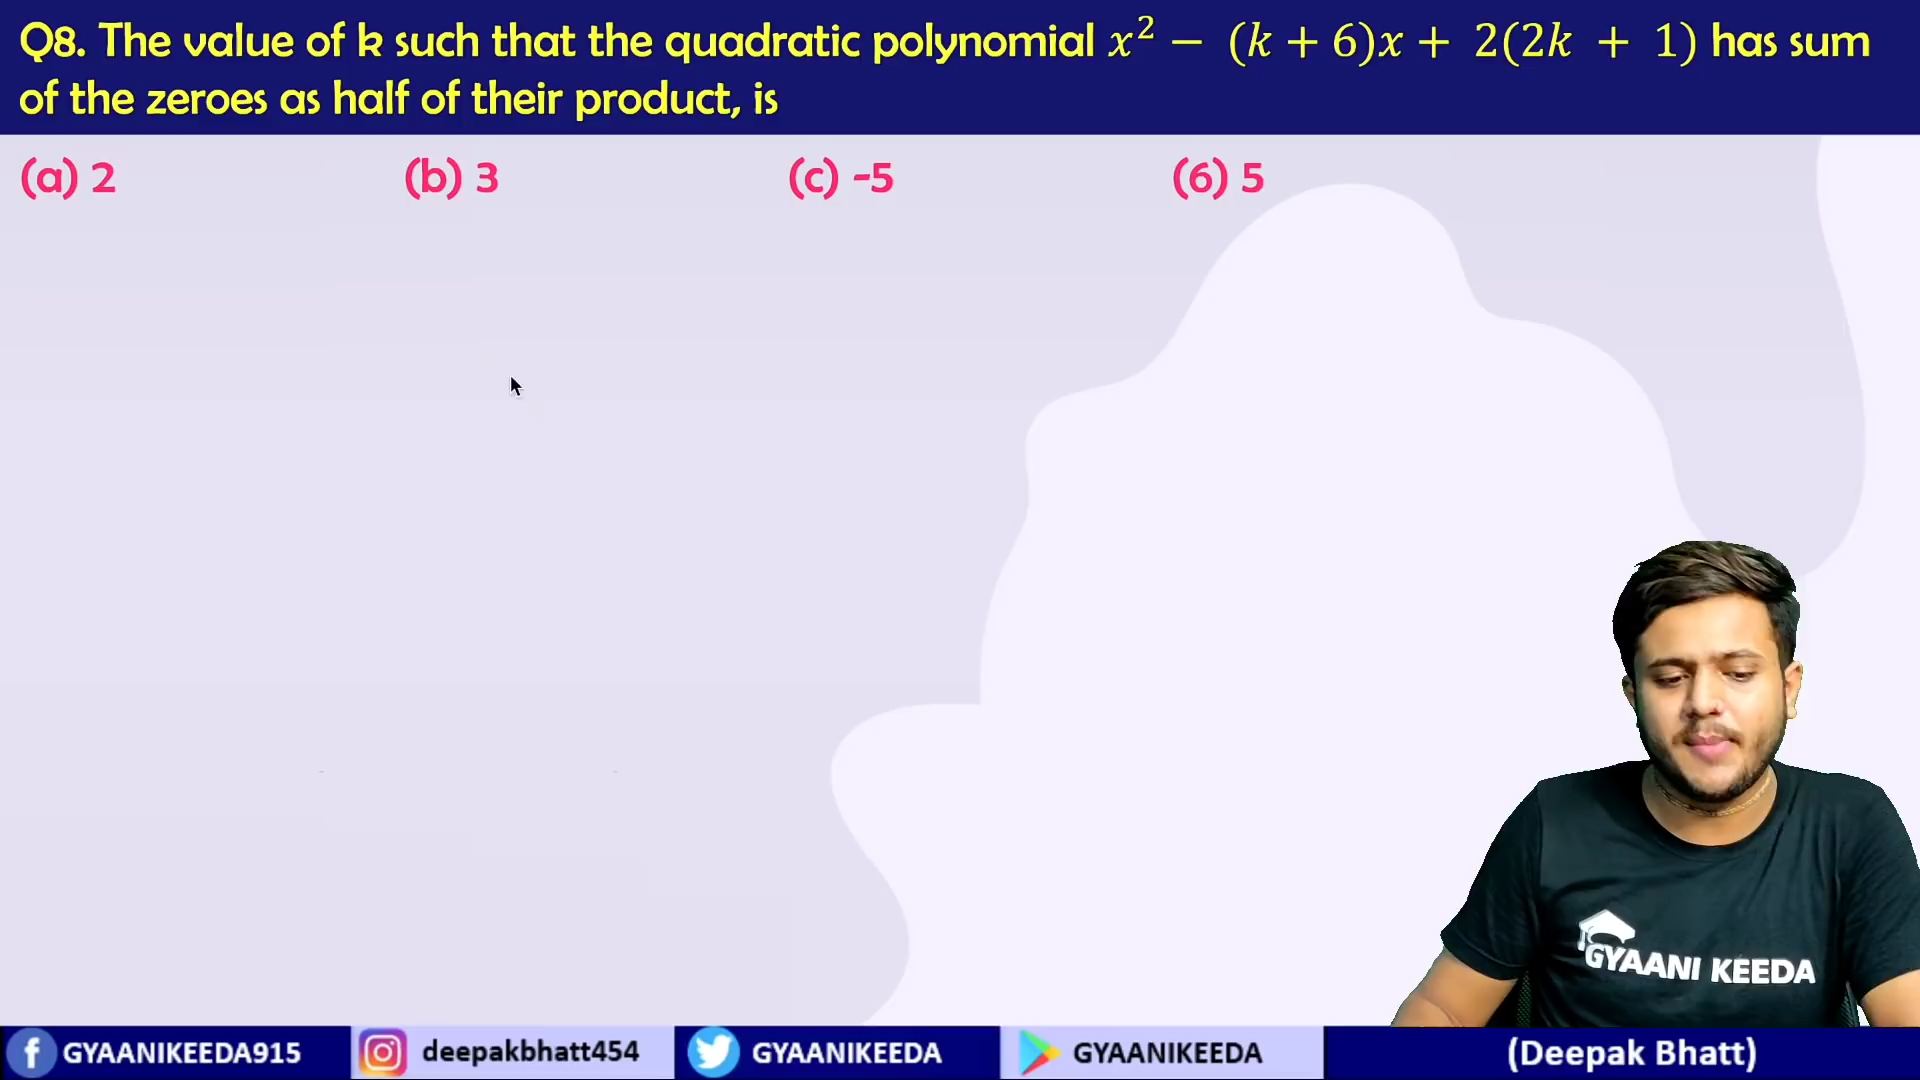 Q8. The value of k such that the quadratic polynomial x² − (k + 6)x + 2(2k + 1) has sum
of the zeroes as half of their product, is
(a) 2 (b) 3 (c) -5 (6) 5
GYAANI KEEDA
GYAANIKEEDA915 deepakbhatt454 GYAANIKEEDA GYAANIKEEDA (Deepak Bhatt)